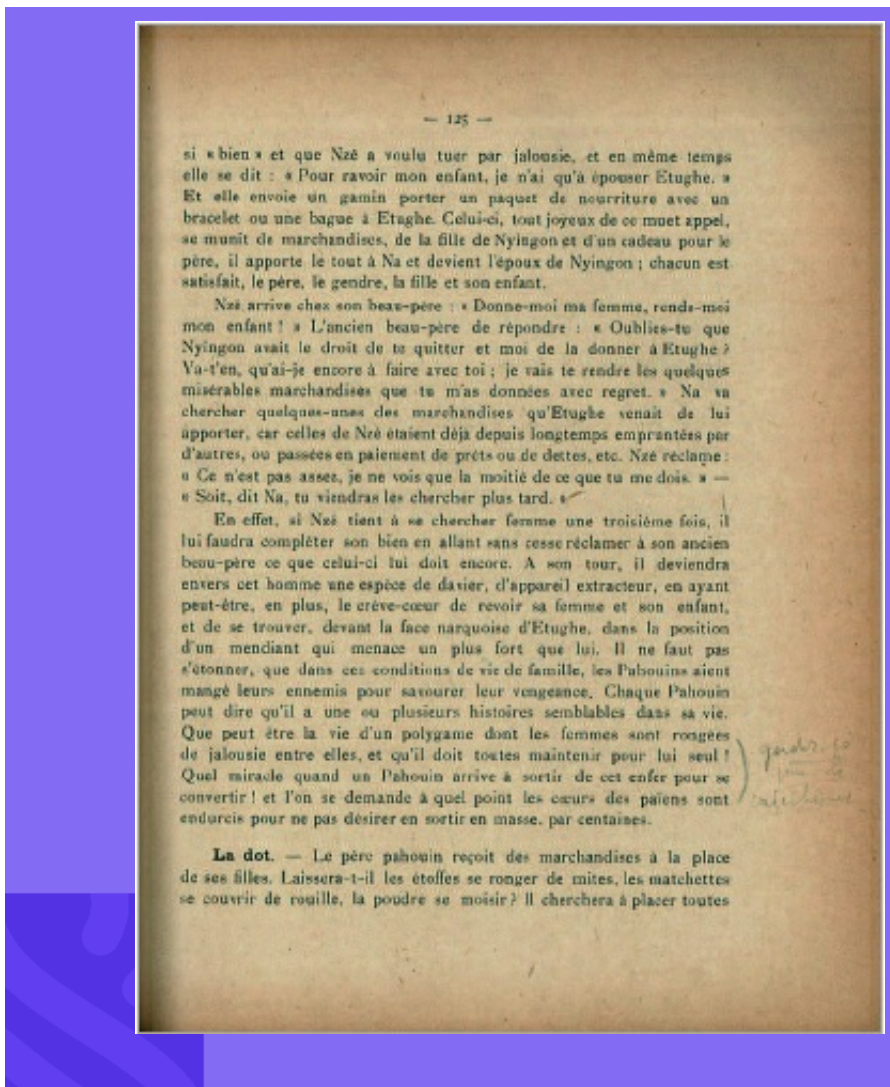 — 125 —
si « bien » et que Nzé a voulu tuer par jalousie, et en même temps
elle se dit : « Pour ravoir mon enfant, je n'ai qu'à épouser Etughe. »
Et elle envoie un gamin porter un paquet de nourriture avec un
bracelet ou une bague à Etughe. Celui-ci, tout joyeux de ce muet appel,
se munit de marchandises, de la fille de Nyingon et d'un cadeau pour le
père, il apporte le tout à Na et devient l'époux de Nyingon ; chacun est
satisfait, le père, le gendre, la fille et son enfant.
Nzé arrive chez son beau-père : « Donne-moi ma femme, rends-moi
mon enfant ! » L'ancien beau-père de répondre : « Oublies-tu que
Nyingon avait le droit de te quitter et moi de la donner à Etughe ?
Va-t'en, qu'ai-je encore à faire avec toi ; je vais te rendre les quelques
misérables marchandises que tu m'as données avec regret. » Na va
chercher quelques-unes des marchandises qu'Etughe venait de lui
apporter, car celles de Nzé étaient déjà depuis longtemps empruntées par
d'autres, ou passées en paiement de prêts ou de dettes, etc. Nzé réclame :
« Ce n'est pas assez, je ne vois que la moitié de ce que tu me dois. » —
« Soit, dit Na, tu viendras les chercher plus tard. »
En effet, si Nzé tient à se chercher femme une troisième fois, il
lui faudra compléter son bien en allant sans cesse réclamer à son ancien
beau-père ce que celui-ci lui doit encore. A son tour, il deviendra
envers cet homme une espèce de davier, d'appareil extracteur, en ayant
peut-être, en plus, le crève-cœur de revoir sa femme et son enfant,
et de se trouver, devant la face narquoise d'Etughe, dans la position
d'un mendiant qui menace un plus fort que lui. Il ne faut pas
s'étonner, que dans ces conditions de vie de famille, les Pahouins aient
mangé leurs ennemis pour savourer leur vengeance. Chaque Pahouin
peut dire qu'il a une ou plusieurs histoires semblables dans sa vie.
Que peut être la vie d'un polygame dont les femmes sont rongées
de jalousie entre elles, et qu'il doit toutes maintenir pour lui seul !
Quel miracle quand un Pahouin arrive à sortir de cet enfer pour se
convertir ! et l'on se demande à quel point les cœurs des païens sont
endurcis pour ne pas désirer en sortir en masse, par centaines.
La dot. — Le père pahouin reçoit des marchandises à la place
de ses filles. Laissera-t-il les étoffes se ronger de mites, les matchettes
se couvrir de rouille, la poudre se moisir ? Il cherchera à placer toutes